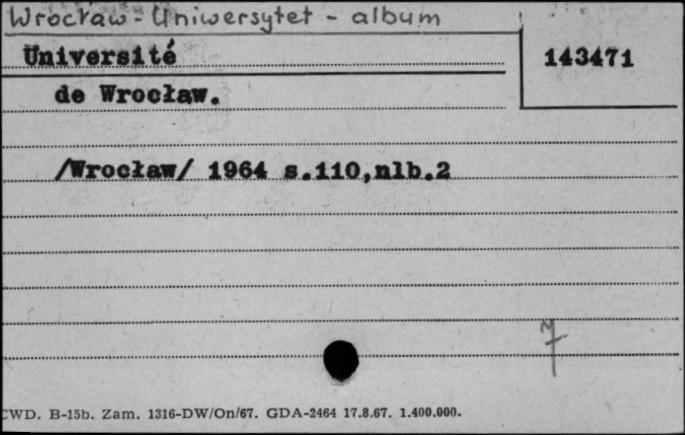 Wrocław - Uniwersytet - album
Université
143471
de Wrocław.
/Wrocław/ 1964 s.110,nlb.2
CWD. B-15b. Zam. 1316-DW/On/67. GDA-2464 17.8.67. 1.400.000.